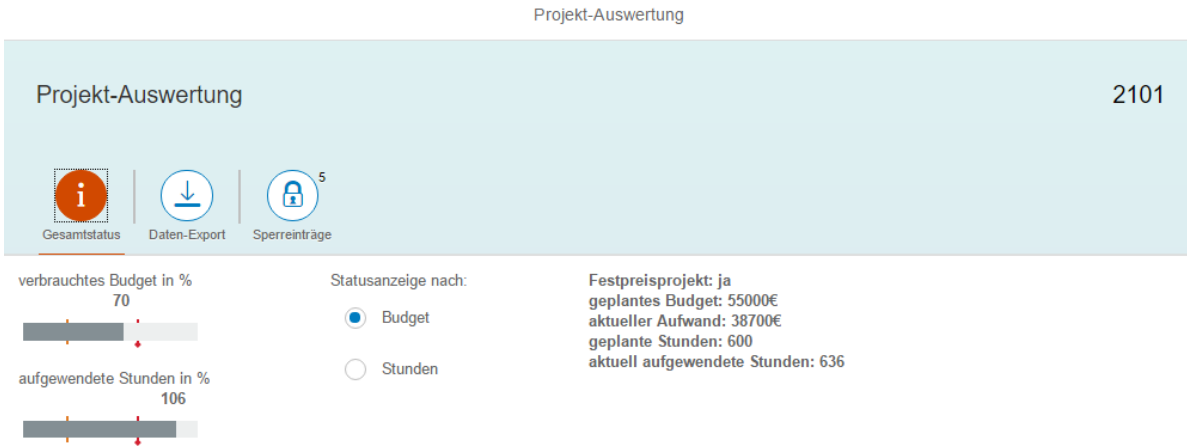 Projekt-Auswertung
Projekt-Auswertung
2101
5
Gesamtstatus
Daten-Export
Sperreinträge
verbrauchtes Budget in %
70
aufgewendete Stunden in %
106
Statusanzeige nach:
Budget
Stunden
Festpreisprojekt: ja
geplantes Budget: 55000€
aktueller Aufwand: 38700€
geplante Stunden: 600
aktuell aufgewendete Stunden: 636